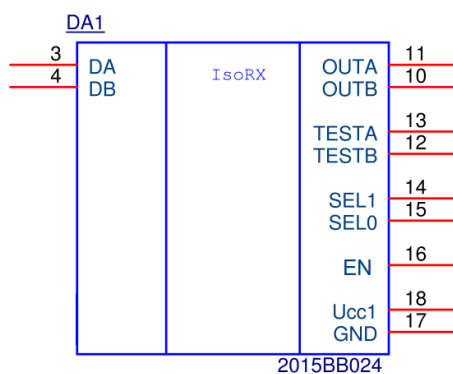 DA1
3 DA IsoRX OUTA 11
4 DB OUTB 10
TESTA 13
TESTB 12
SEL1 14
SEL0 15
EN 16
Ucc1 18
GND 17
2015BB024